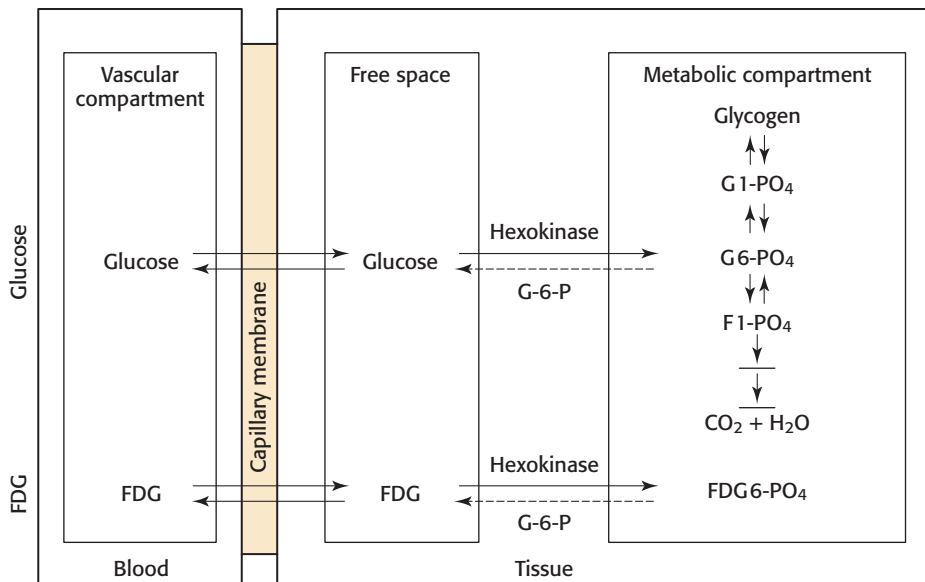 Vascular
compartment
Free space
Metabolic compartment
Glycogen
G1-PO₄
Glucose
Glucose
Capillary membrane
Glucose
Hexokinase
G-6-P
G6-PO₄
F1-PO₄
CO₂ + H₂O
FDG
FDG
FDG
Hexokinase
G-6-P
FDG6-PO₄
Blood
Tissue